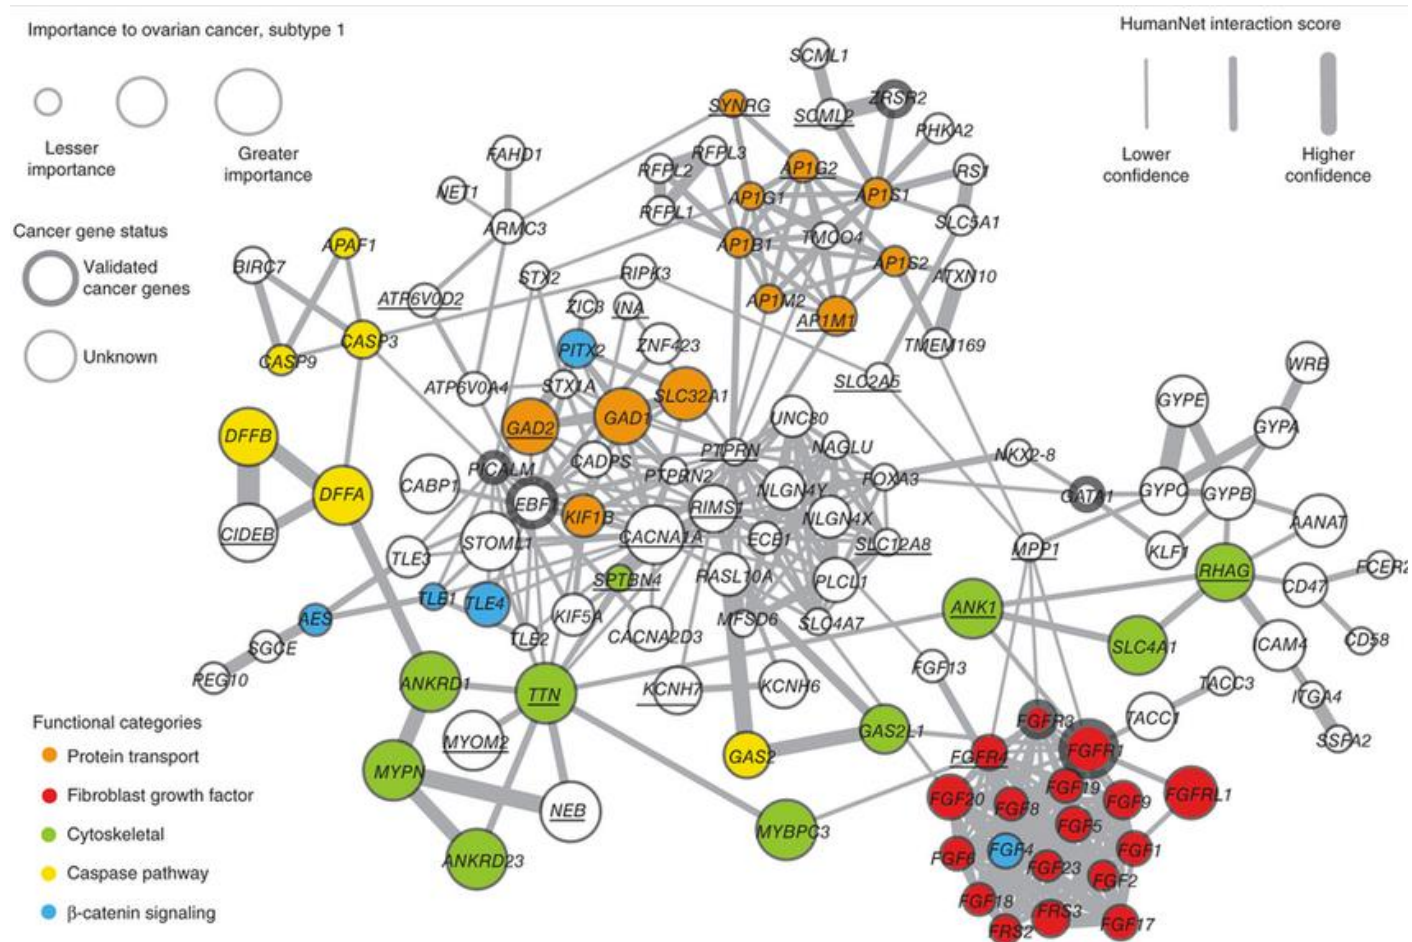 Importance to ovarian cancer, subtype 1
Lesser importance
Greater importance
HumanNet interaction score
Lower confidence
Higher confidence
Cancer gene status
Validated cancer genes
Unknown
SCML1
SYNRG
SCML2
ZRSR2
PHKA2
FAHD1
RFPL3
RFPL2
AP1G2
RS1
NET1
AP1G1
AP1S1
RFPL1
ARMC3
SLC5A1
APAF1
AP1B1
TMCO4
BIRC7
STX2
RIPK3
AP1S2
ATXN10
ATP6V0D2
ZIC3
INA
AP1M2
AP1M1
CASP3
PITX2
ZNF423
TMEM169
CASP9
ATP6V0A4
STX1A
SLC32A1
SLC2A5
WRB
GYPE
GAD2
GAD1
UNC80
GYPA
DFFB
PTPRN
NAGLU
NKX2-8
PICALM
CADPS
PTPRN2
FOXA3
CABP1
NLGN4Y
GATA1
GYPC
GYPB
DFFA
EBF1
KIF1B
RIMS1
NLGN4X
AANAT
CIDEB
STOML1
CACNA1A
ECE1
SLC12A8
MPP1
KLF1
TLE3
SPTBN4
RASL10A
PLCL1
RHAG
FCER2
TLE1
TLE4
CD47
AES
KIF5A
MFSD6
SLC4A7
ANK1
TLE2
CACNA2D3
SLC4A1
ICAM4
CD58
SGCE
PEG10
ANKRD1
TTN
KCNH7
KCNH6
FGF13
TACC3
ITGA4
FGFR3
TACC1
MYOM2
GAS2L1
SSFA2
GAS2
FGFR4
FGFR1
MYPN
FGF19
FGF20
FGF8
FGF9
FGFRL1
NEB
MYBPC3
FGF5
FGF1
FGF4
FGF6
FGF23
ANKRD23
FGF2
FGF18
FRS3
FGF17
FRS2
Functional categories
Protein transport
Fibroblast growth factor
Cytoskeletal
Caspase pathway
β-catenin signaling